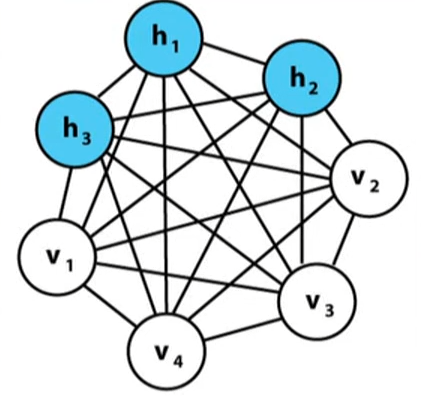 h₁
h₂
h₃
v₂
v₁
v₃
v₄